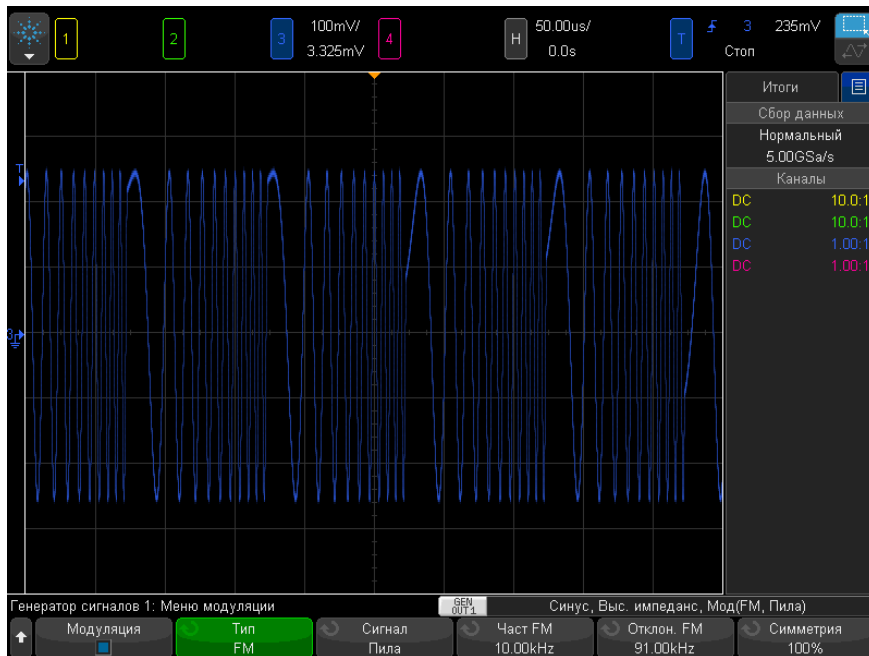 1 2 3 100mV/ 3.325mV 4 H 50.00us/ 0.0s T 3 235mV Стоп
Итоги
Сбор данных
Нормальный
5.00GSa/s
Каналы
DC 10.0:1
DC 10.0:1
DC 1.00:1
DC 1.00:1
T
3
Генератор сигналов 1: Меню модуляции GEN OUT1 Синус, Выс. импеданс, Мод(FM, Пила)
Модуляция Тип Сигнал Част FM Отклон. FM Симметрия
FM Пила 10.00kHz 91.00kHz 100%